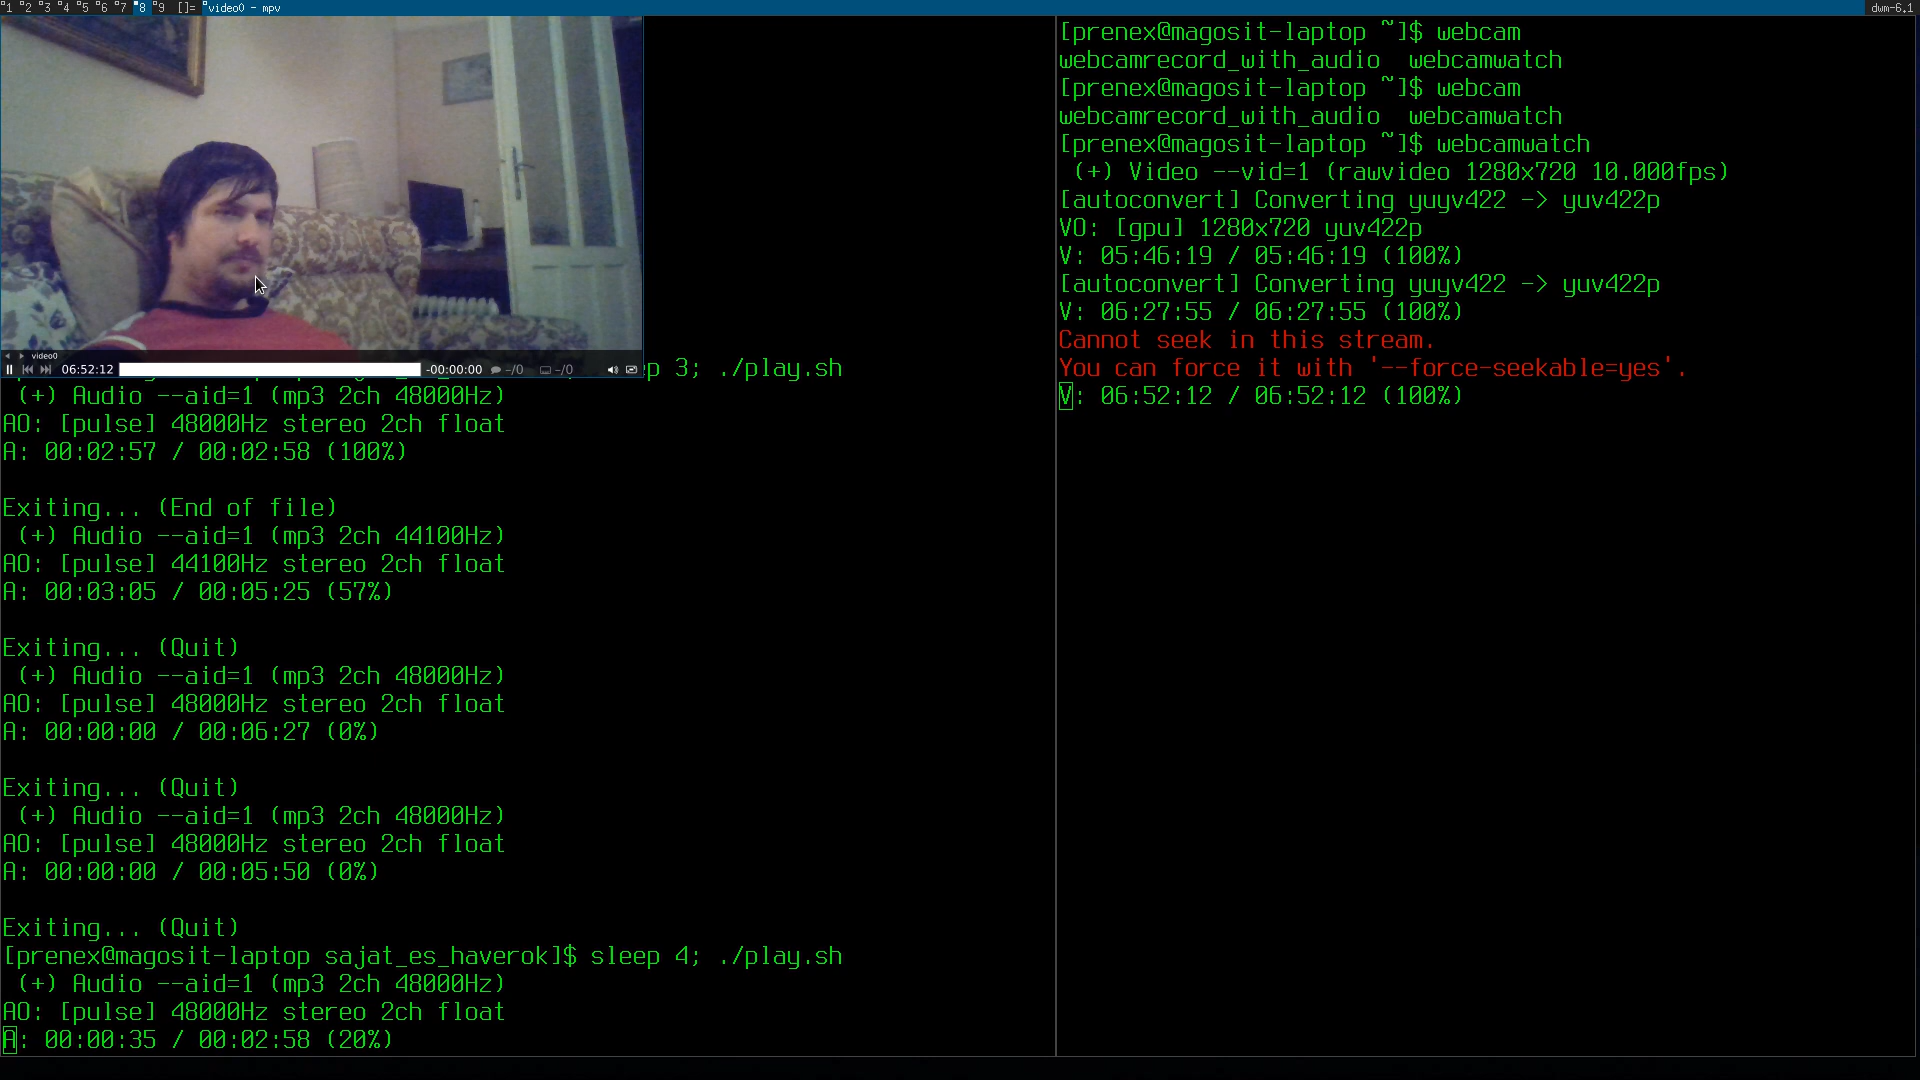 1 2 3 4 5 6 7 8 9 []= video0 - mpv dwm-6.1
video0
06:52:12 -00:00:00 -/0 -/0
ep 3; ./play.sh
(+) Audio --aid=1 (mp3 2ch 48000Hz)
AO: [pulse] 48000Hz stereo 2ch float
A: 00:02:57 / 00:02:58 (100%)
Exiting... (End of file)
(+) Audio --aid=1 (mp3 2ch 44100Hz)
AO: [pulse] 44100Hz stereo 2ch float
A: 00:03:05 / 00:05:25 (57%)
Exiting... (Quit)
(+) Audio --aid=1 (mp3 2ch 48000Hz)
AO: [pulse] 48000Hz stereo 2ch float
A: 00:00:00 / 00:06:27 (0%)
Exiting... (Quit)
(+) Audio --aid=1 (mp3 2ch 48000Hz)
AO: [pulse] 48000Hz stereo 2ch float
A: 00:00:00 / 00:05:50 (0%)
Exiting... (Quit)
[prenex@magosit-laptop sajat_es_haverok]$ sleep 4; ./play.sh
(+) Audio --aid=1 (mp3 2ch 48000Hz)
AO: [pulse] 48000Hz stereo 2ch float
A: 00:00:35 / 00:02:58 (20%)
[prenex@magosit-laptop ~]$ webcam
webcamrecord_with_audio webcamwatch
[prenex@magosit-laptop ~]$ webcam
webcamrecord_with_audio webcamwatch
[prenex@magosit-laptop ~]$ webcamwatch
(+) Video --vid=1 (rawvideo 1280x720 10.000fps)
[autoconvert] Converting yuyv422 -> yuv422p
VO: [gpu] 1280x720 yuv422p
V: 05:46:19 / 05:46:19 (100%)
[autoconvert] Converting yuyv422 -> yuv422p
V: 06:27:55 / 06:27:55 (100%)
Cannot seek in this stream.
You can force it with '--force-seekable=yes'.
V: 06:52:12 / 06:52:12 (100%)